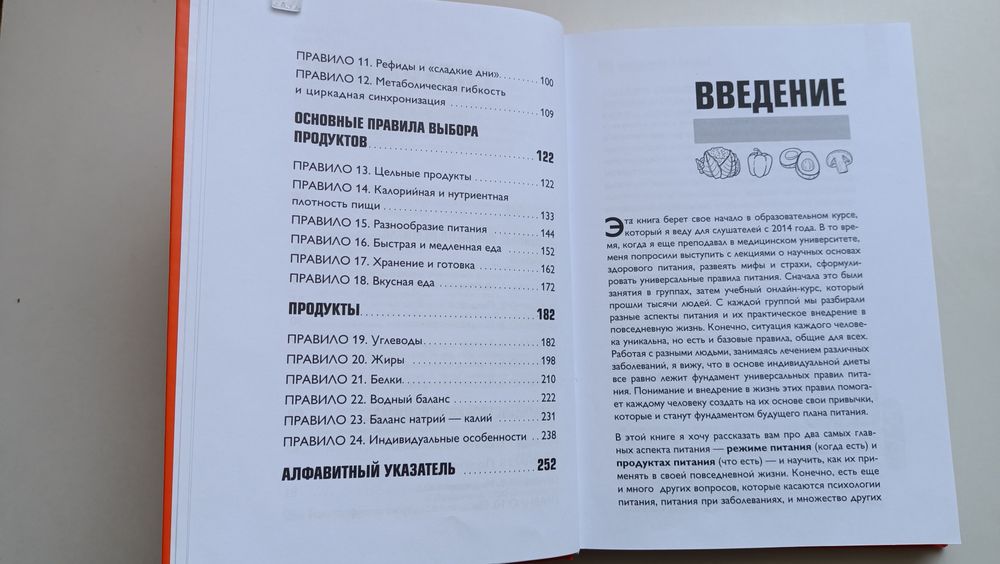 ПРАВИЛО 11. Рефиды и «сладкие дни». . . . . . . . . 100
ПРАВИЛО 12. Метаболическая гибкость
и циркадная синхронизация . . . . . . . . . . . . . . . . 109
ОСНОВНЫЕ ПРАВИЛА ВЫБОРА
ПРОДУКТОВ. . . . . . . . . . . . . . . . . . . . . . . . . . . . 122
ПРАВИЛО 13. Цельные продукты . . . . . . . . . . . . . 122
ПРАВИЛО 14. Калорийная и нутриентная
плотность пищи . . . . . . . . . . . . . . . . . . . . . . . . . 133
ПРАВИЛО 15. Разнообразие питания . . . . . . . . . . 144
ПРАВИЛО 16. Быстрая и медленная еда . . . . . . . 152
ПРАВИЛО 17. Хранение и готовка . . . . . . . . . . . . 162
ПРАВИЛО 18. Вкусная еда . . . . . . . . . . . . . . . . . . 172
ПРОДУКТЫ. . . . . . . . . . . . . . . . . . . . . . . . . . . . . 182
ПРАВИЛО 19. Углеводы. . . . . . . . . . . . . . . . . . . . 182
ПРАВИЛО 20. Жиры . . . . . . . . . . . . . . . . . . . . . . 198
ПРАВИЛО 21. Белки. . . . . . . . . . . . . . . . . . . . . . . 210
ПРАВИЛО 22. Водный баланс . . . . . . . . . . . . . . . 222
ПРАВИЛО 23. Баланс натрий — калий . . . . . . . . 231
ПРАВИЛО 24. Индивидуальные особенности . . 238
АЛФАВИТНЫЙ УКАЗАТЕЛЬ . . . . . . . . . . . . . . . 252
ВВЕДЕНИЕ
Эта книга берет свое начало в образовательном курсе,
который я веду для слушателей с 2014 года. В то вре-
мя, когда я еще преподавал в медицинском университете,
меня попросили выступить с лекциями о научных основах
здорового питания, развеять мифы и страхи, сформули-
ровать универсальные правила питания. Сначала это были
занятия в группах, затем учебный онлайн-курс, который
прошли тысячи людей. С каждой группой мы разбирали
разные аспекты питания и их практическое внедрение в
повседневную жизнь. Конечно, ситуация каждого челове-
ка уникальна, но есть и базовые правила, общие для всех.
Работая с разными людьми, занимаясь лечением различных
заболеваний, я вижу, что в основе индивидуальной диеты
все равно лежит фундамент универсальных правил пита-
ния. Понимание и внедрение в жизнь этих правил помога-
ет каждому человеку создать на их основе свои привычки,
которые и станут фундаментом будущего плана питания.
В этой книге я хочу рассказать вам про два самых глав-
ных аспекта питания — режиме питания (когда есть) и
продуктах питания (что есть) — и научить, как их при-
менять в своей повседневной жизни. Конечно, есть еще
и много других вопросов, которые касаются психологии
питания, питания при заболеваниях, и множество других